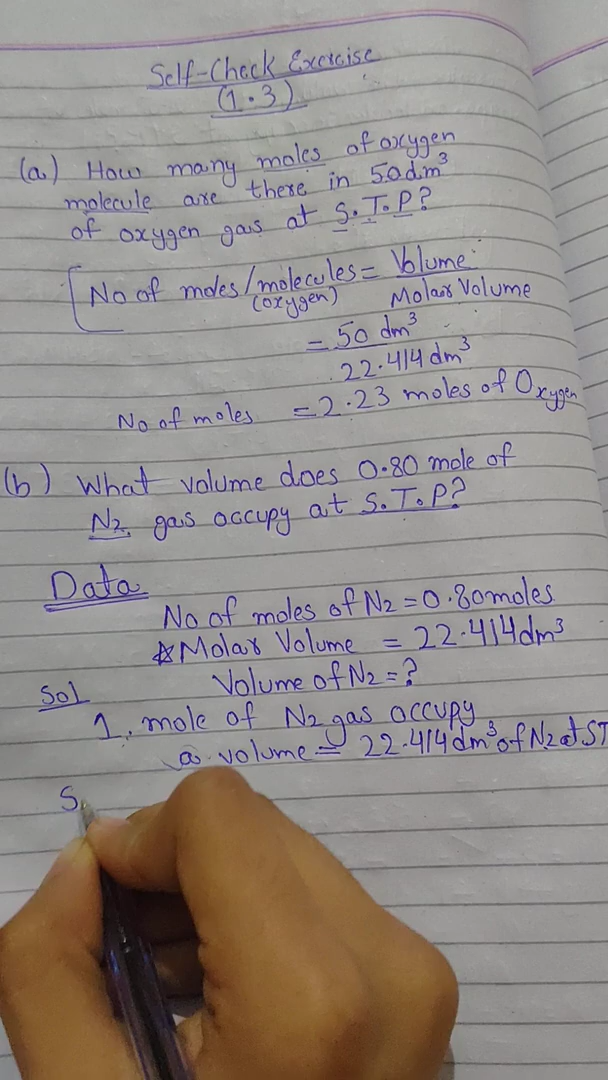 Self-Check Exercise
(1.3)
(a) How many moles of oxygen
molecule are there in 50dm³
of oxygen gas at S.T.P?
No of moles/molecules = Volume
(oxygen) Molar Volume
= 50 dm³
22.414dm³
No of moles = 2.23 moles of Oxygen
(b) What volume does 0.80 mole of
N₂ gas occupy at S.T.P?
Data
No of moles of N₂ = 0.80moles
Molar Volume = 22.414dm³
Volume of N₂ = ?
Sol
1. mole of N₂ gas occupy
a volume = 22.414dm³ of N₂ at ST
S